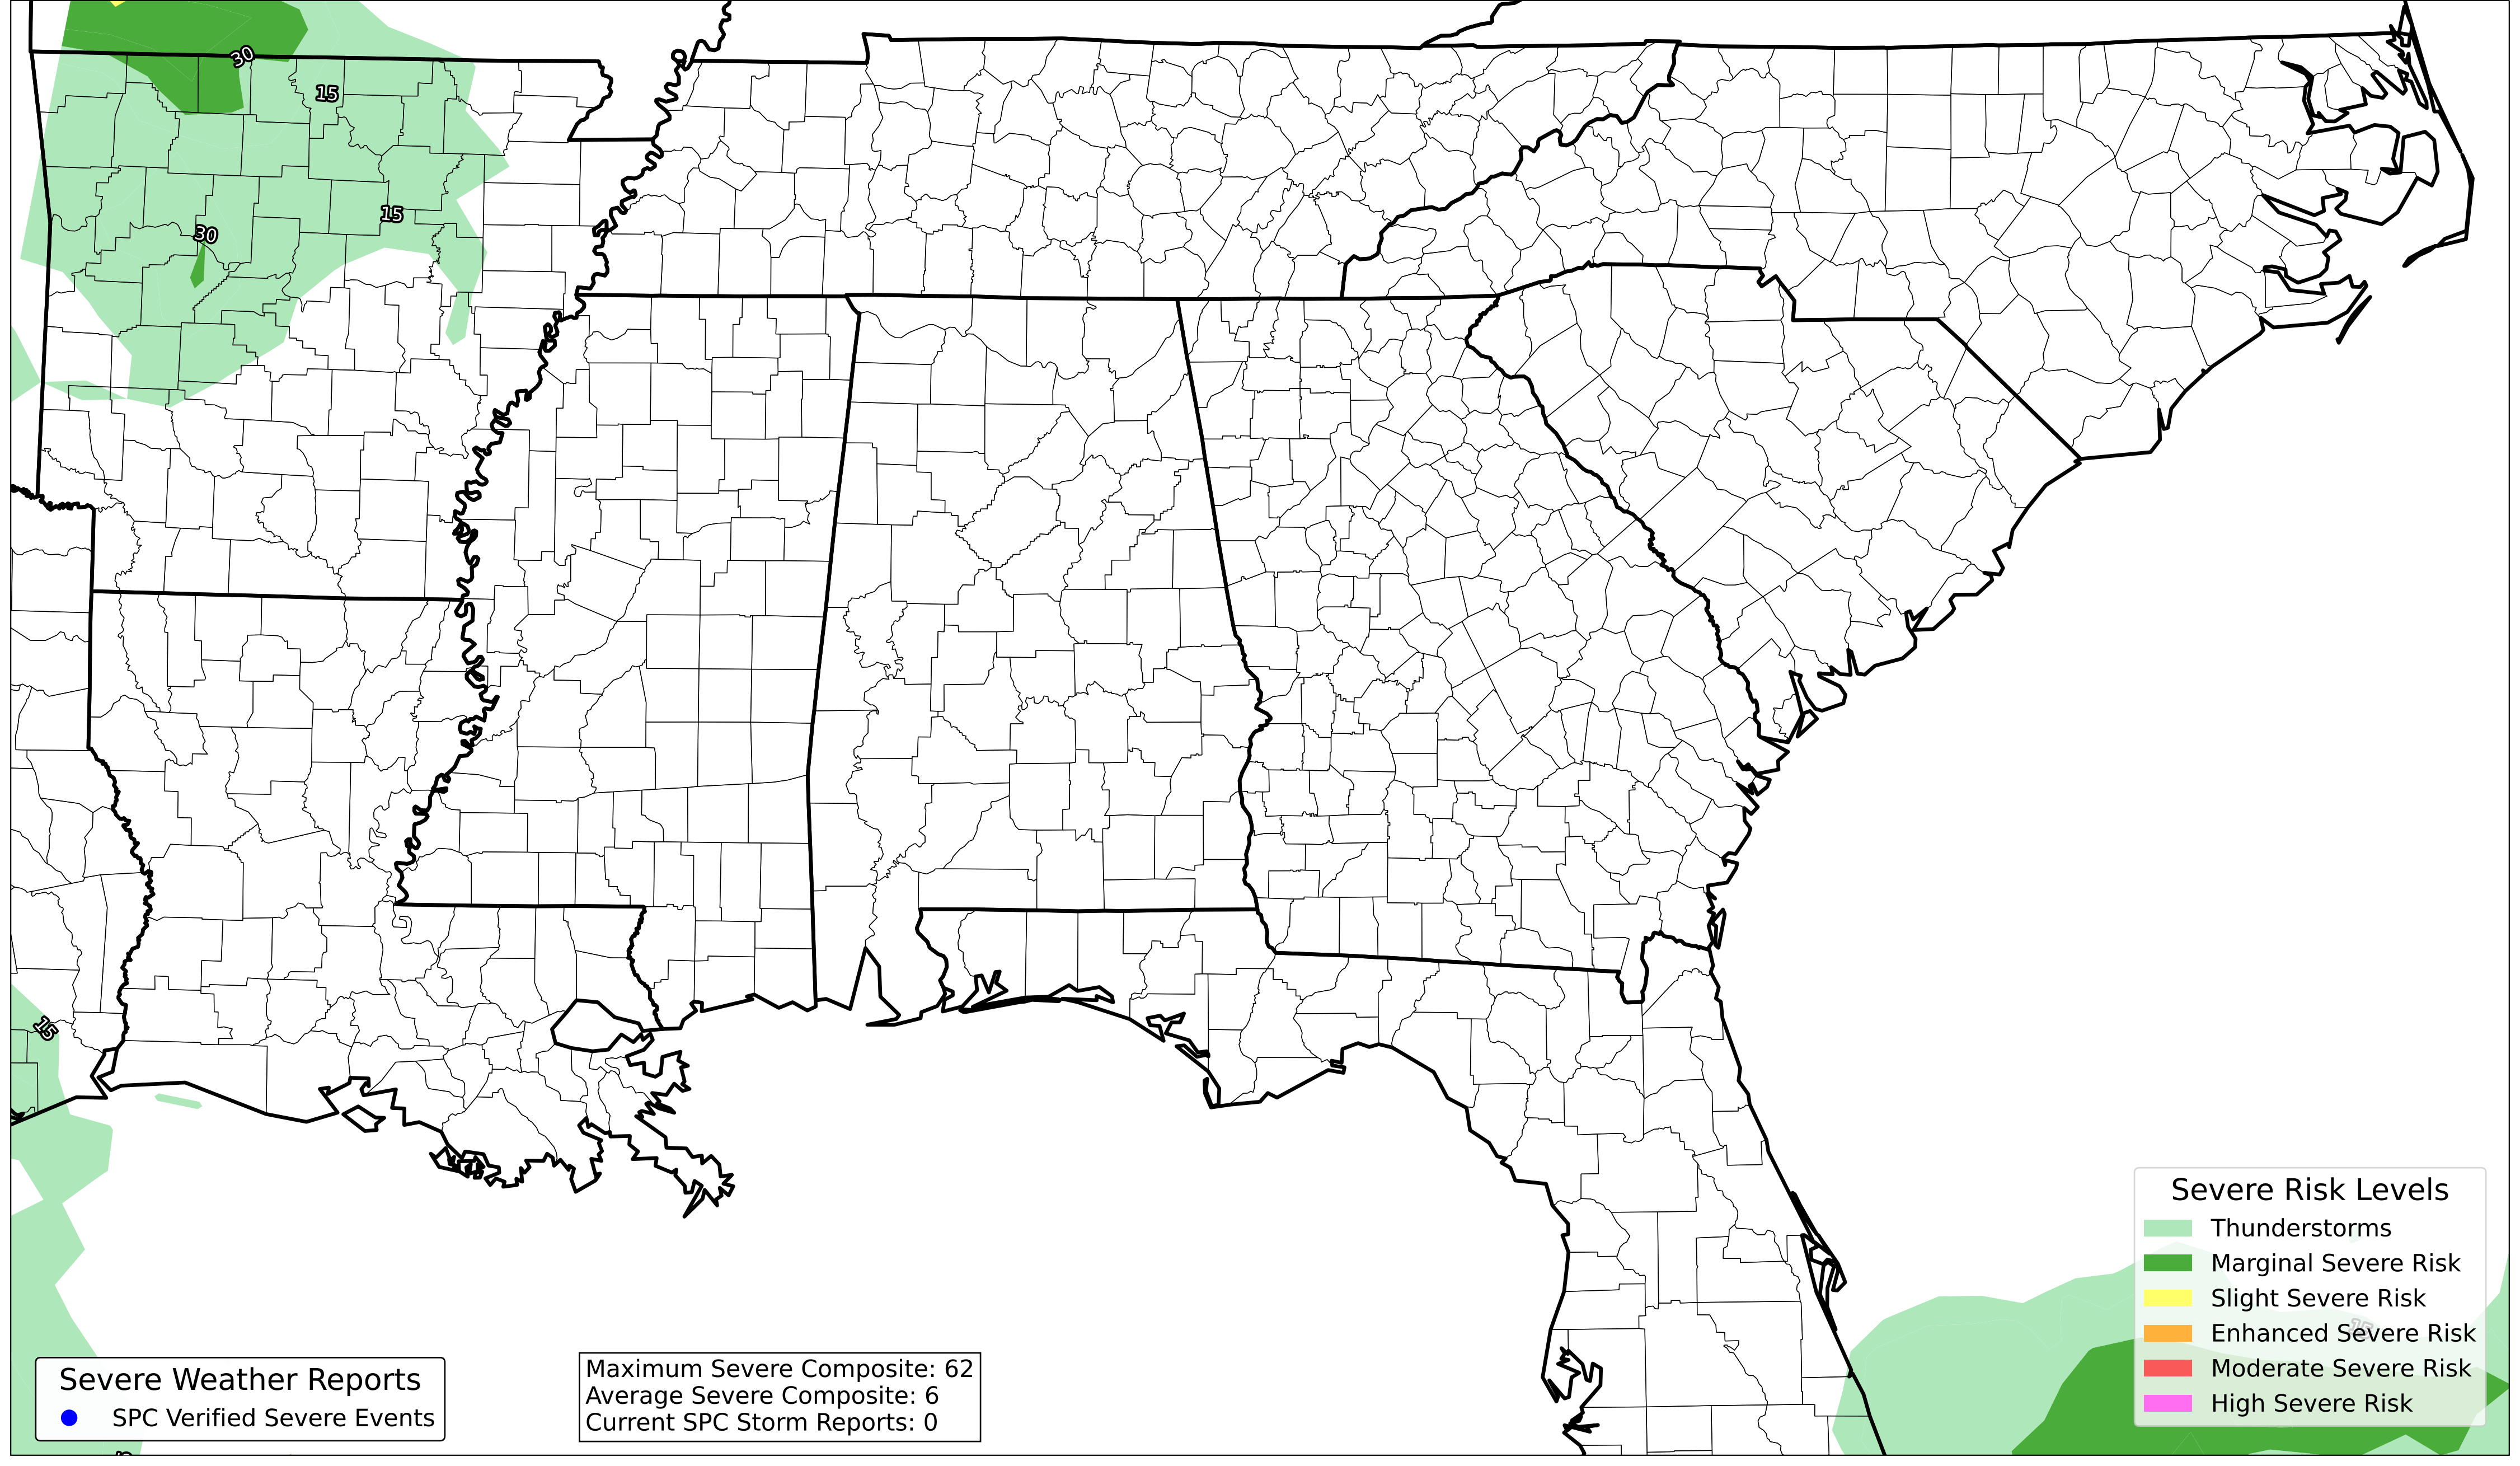 30
15
15
30
15
Severe Risk Levels
Thunderstorms
Marginal Severe Risk
Slight Severe Risk
Enhanced Severe Risk
Moderate Severe Risk
High Severe Risk
15
Severe Weather Reports
SPC Verified Severe Events
Maximum Severe Composite: 62
Average Severe Composite: 6
Current SPC Storm Reports: 0